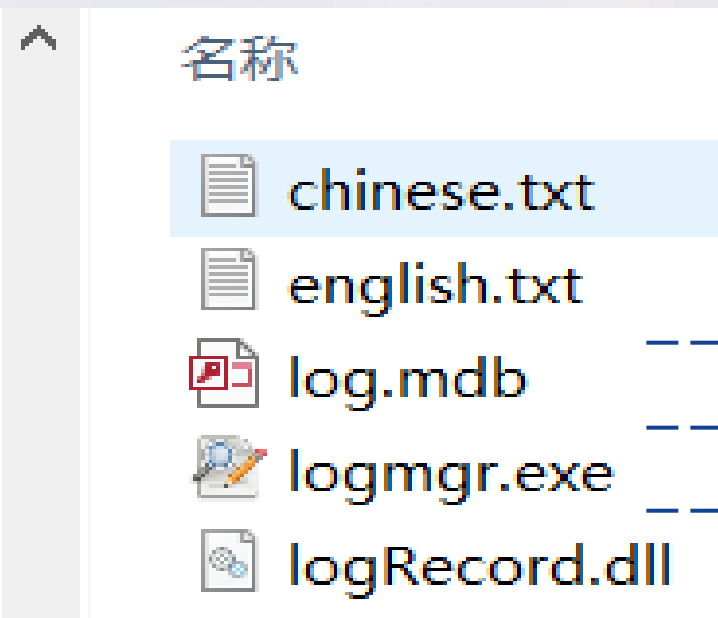 名称
chinese.txt
english.txt
log.mdb
logmgr.exe
logRecord.dll